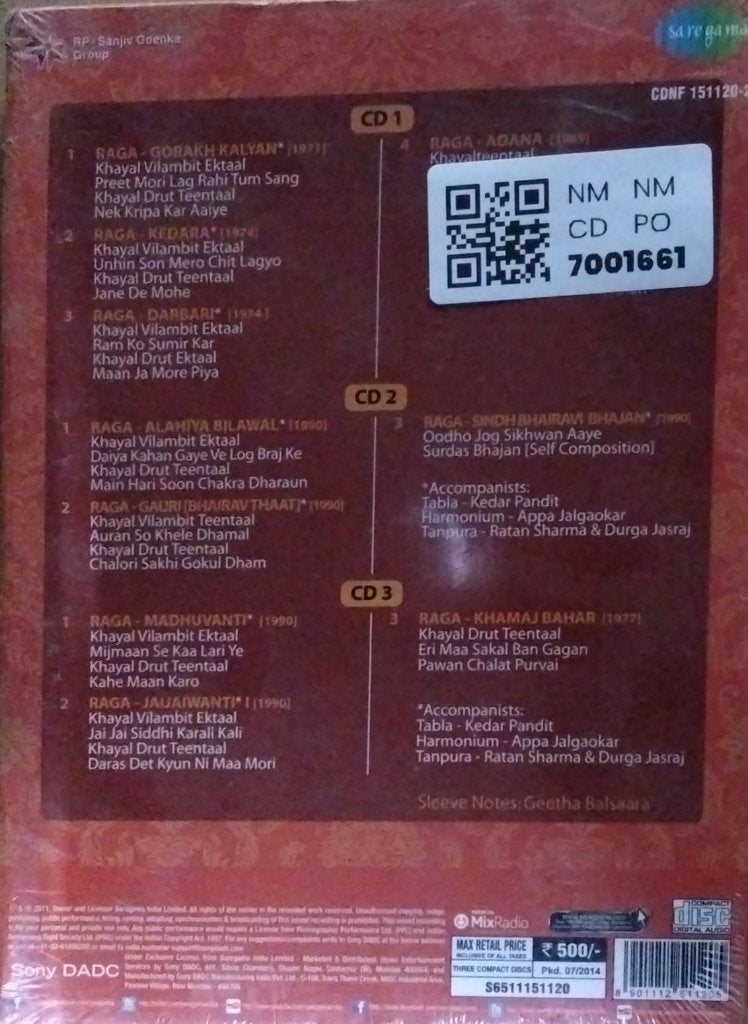 RP - Sanjiv Goenka
Group
sa re ga ma
CDNF 151120-
CD 1
1 RAGA - GORAKH KALYAN* (1971)
Khayal Vilambit Ektaal
Preet Mori Lag Rahi Tum Sang
Khayal Drut Teentaal
Nek Kripa Kar Aaiye
2 RAGA - KEDARA* (1974)
Khayal Vilambit Ektaal
Unhin Son Mero Chit Lagyo
Khayal Drut Teentaal
Jane De Mohe
3 RAGA - DARBARI* (1974)
Khayal Vilambit Ektaal
Ram Ko Sumir Kar
Khayal Drut Ektaal
Maan Ja More Piya
4 RAGA - ADANA (1969)
Khayalteentaal
NM NM
CD PO
7001661
CD 2
1 RAGA - ALAHIYA BILAWAL* (1990)
Khayal Vilambit Ektaal
Daiya Kahan Gaye Ve Log Braj Ke
Khayal Drut Teentaal
Main Hari Soon Chakra Dharaun
2 RAGA - GAURI [BHAIRAV THAAT]* (1990)
Khayal Vilambit Teentaal
Auran So Khele Dhamal
Khayal Drut Teentaal
Chalori Sakhi Gokul Dham
3 RAGA - SINDH BHAIRAVI BHAJAN* (1990)
Oodho Jog Sikhwan Aaye
Surdas Bhajan [Self Composition]
*Accompanists:
Tabla - Kedar Pandit
Harmonium - Appa Jalgaokar
Tanpura - Ratan Sharma & Durga Jasraj
CD 3
1 RAGA - MADHUVANTI* (1990)
Khayal Vilambit Ektaal
Mijmaan Se Kaa Lari Ye
Khayal Drut Teentaal
Kahe Maan Karo
2 RAGA - JAIJAIWANTI* I (1990)
Khayal Vilambit Ektaal
Jai Jai Siddhi Karali Kali
Khayal Drut Teentaal
Daras Det Kyun Ni Maa Mori
3 RAGA - KHAMAJ BAHAR (1977)
Khayal Drut Teentaal
Eri Maa Sakal Ban Gagan
Pawan Chalat Purvai
*Accompanists:
Tabla - Kedar Pandit
Harmonium - Appa Jalgaokar
Tanpura - Ratan Sharma & Durga Jasraj
Sleeve Notes: Geetha Balsaara
Sony DADC
MixRadio
COMPACT
disc
DIGITAL AUDIO
MAX RETAIL PRICE
INCLUSIVE OF ALL TAXES
₹ 500/-
THREE COMPACT DISCS
Pkd. 07/2014
S6511151120